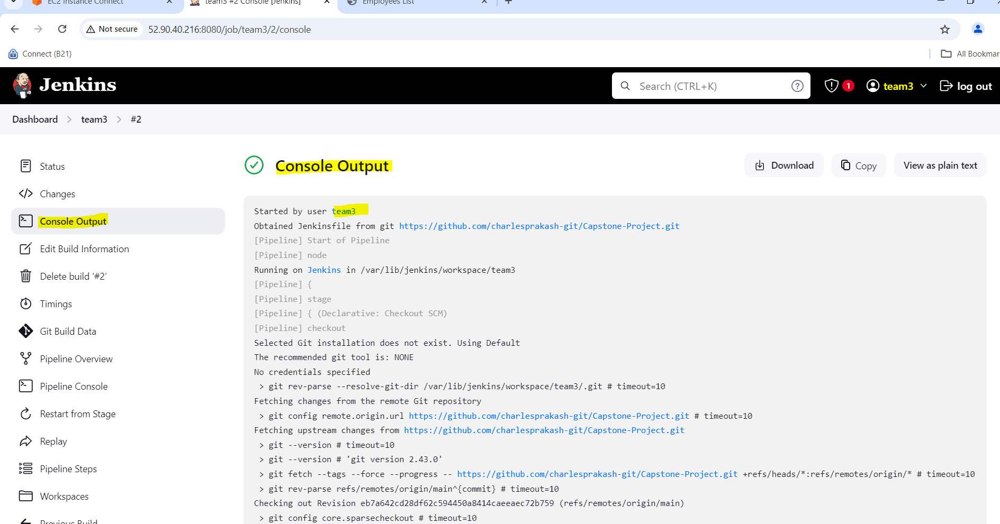 EC2 Instance Connect
team3 #2 Console [Jenkins]
Employees List
Not secure
52.90.40.216:8080/job/team3/2/console
Connect (B21)
All Bookmar
Jenkins
Search (CTRL+K)
?
1
team3
log out
Dashboard
team3
#2
Status
Changes
Console Output
Edit Build Information
Delete build ‘#2’
Timings
Git Build Data
Pipeline Overview
Pipeline Console
Restart from Stage
Replay
Pipeline Steps
Workspaces
Previous Build
Console Output
Download
Copy
View as plain text
Started by user team3
Obtained Jenkinsfile from git https://github.com/charlesprakash-git/Capstone-Project.git
[Pipeline] Start of Pipeline
[Pipeline] node
Running on Jenkins in /var/lib/jenkins/workspace/team3
[Pipeline] {
[Pipeline] stage
[Pipeline] { (Declarative: Checkout SCM)
[Pipeline] checkout
Selected Git installation does not exist. Using Default
The recommended git tool is: NONE
No credentials specified
> git rev-parse --resolve-git-dir /var/lib/jenkins/workspace/team3/.git # timeout=10
Fetching changes from the remote Git repository
> git config remote.origin.url https://github.com/charlesprakash-git/Capstone-Project.git # timeout=10
Fetching upstream changes from https://github.com/charlesprakash-git/Capstone-Project.git
> git --version # timeout=10
> git --version # 'git version 2.43.0'
> git fetch --tags --force --progress -- https://github.com/charlesprakash-git/Capstone-Project.git +refs/heads/*:refs/remotes/origin/* # timeout=10
> git rev-parse refs/remotes/origin/main^{commit} # timeout=10
Checking out Revision eb7a642cd28df62c594450a8414caeeaec72b759 (refs/remotes/origin/main)
> git config core.sparsecheckout # timeout=10